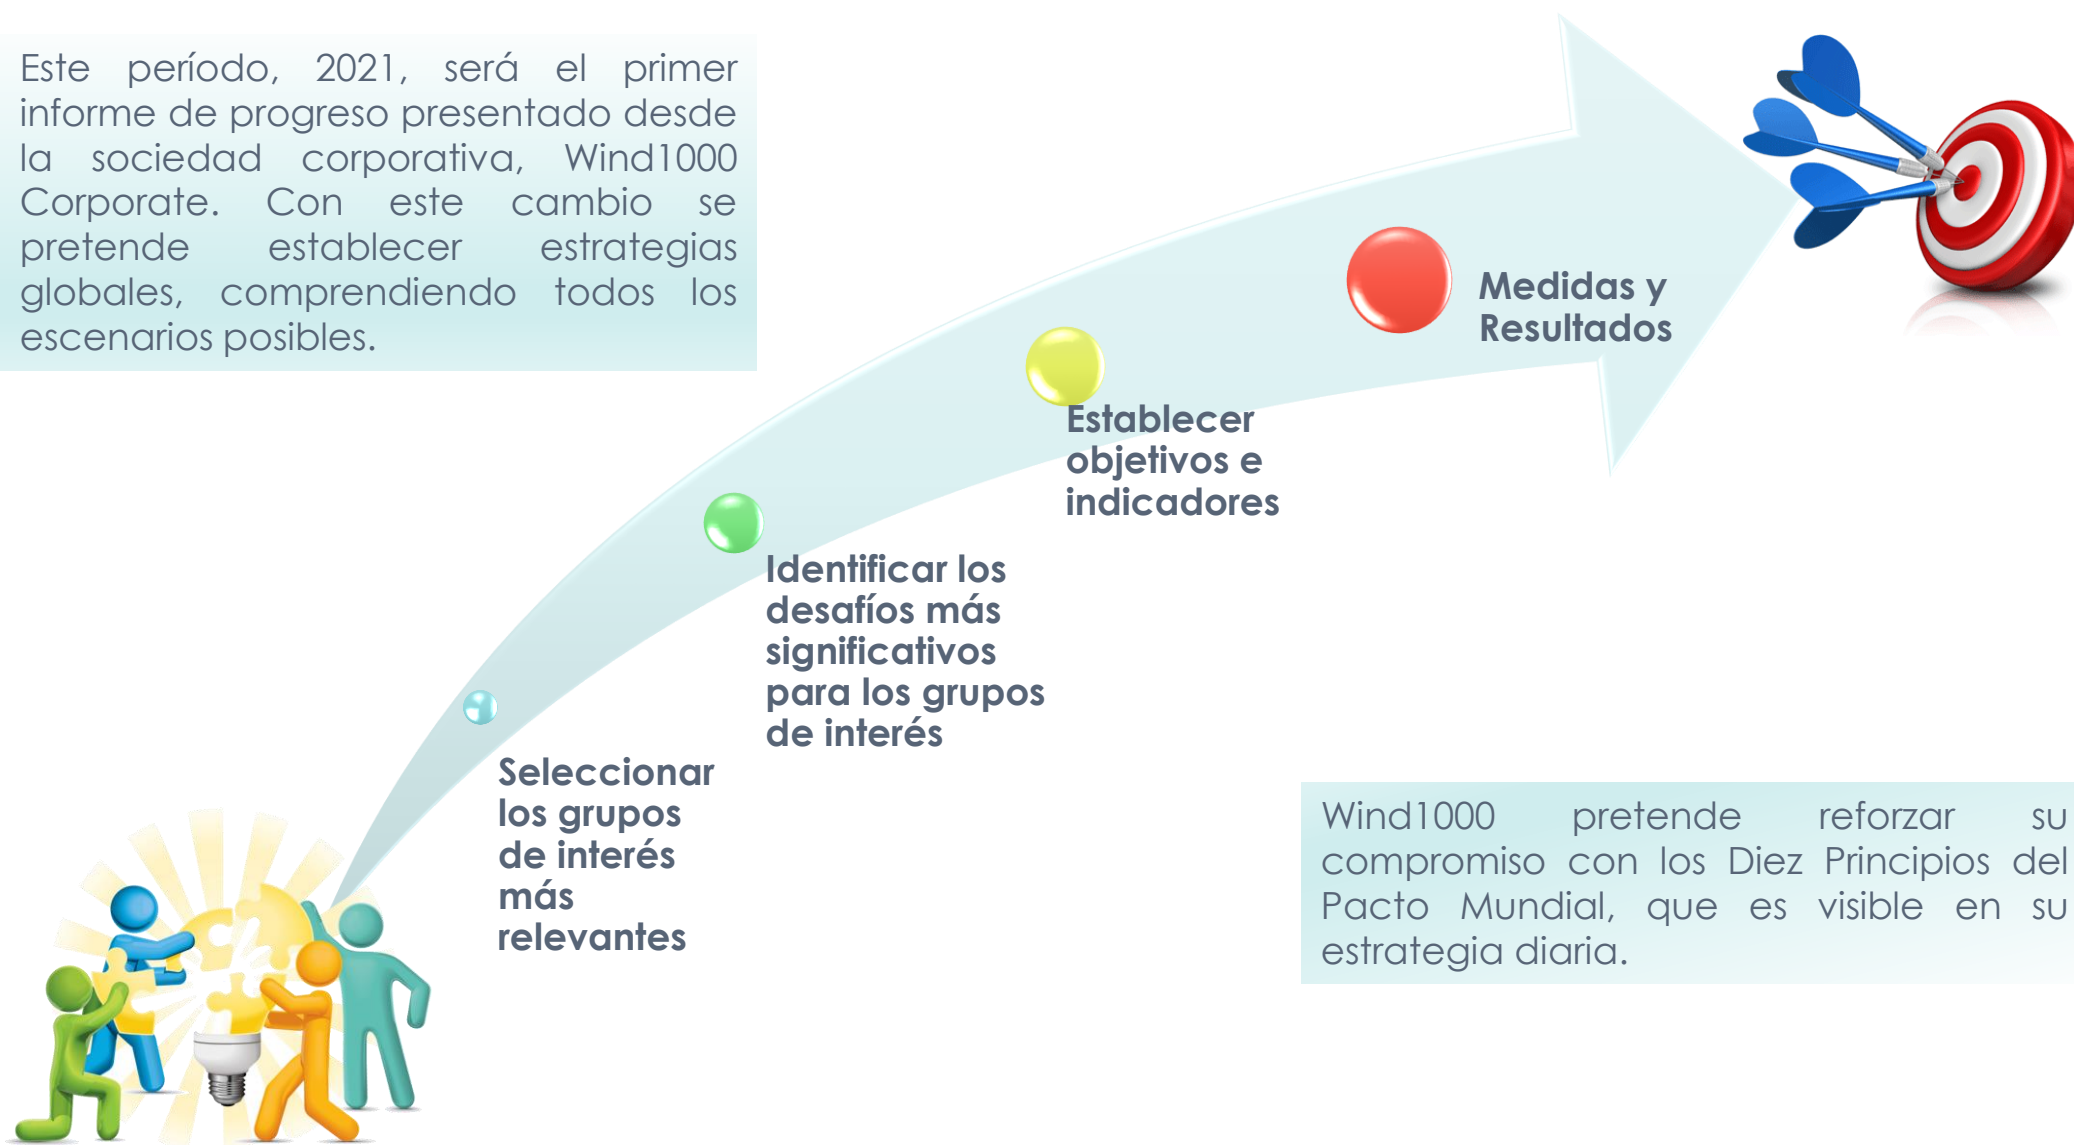 Este período, 2021, será el primer
informe de progreso presentado desde
la sociedad corporativa, Wind1000
Corporate. Con este cambio se
pretende establecer estrategias
globales, comprendiendo todos los
escenarios posibles.
Medidas y
Resultados
Establecer
objetivos e
indicadores
Identificar los
desafíos más
significativos
para los grupos
de interés
Seleccionar
los grupos
de interés
más
relevantes
Wind1000 pretende reforzar su
compromiso con los Diez Principios del
Pacto Mundial, que es visible en su
estrategia diaria.